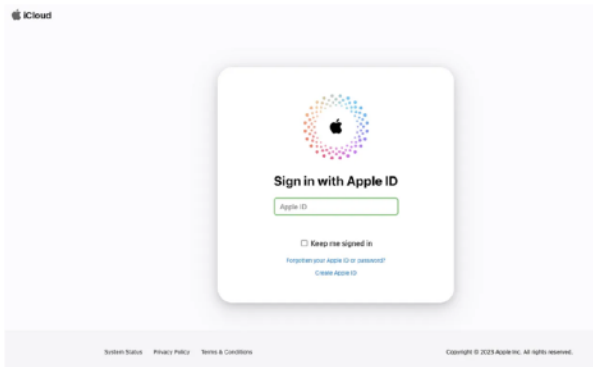 iCloud
Sign in with Apple ID
Apple ID
Keep me signed in
Forgotten your Apple ID or password?
Create Apple ID
System Status Privacy Policy Terms & Conditions Copyright © 2023 Apple Inc. All rights reserved.